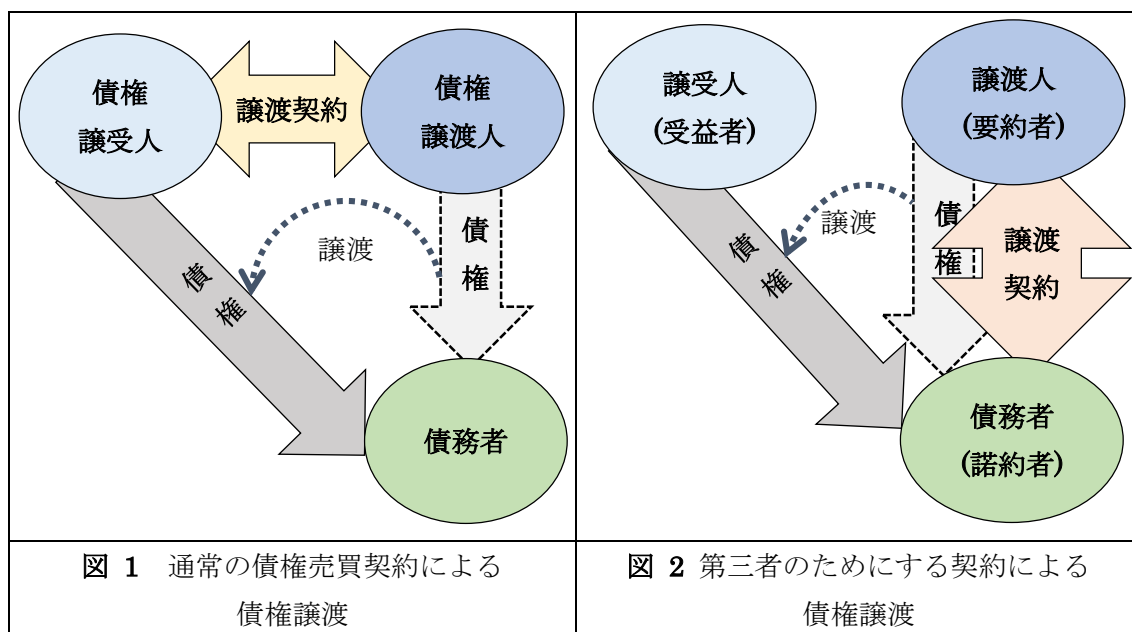 債権
譲受人
譲渡契約
債権
譲渡人
譲渡
債権
債権
債務者
図 1 通常の債権売買契約による
債権譲渡
譲受人
(受益者)
譲渡人
(要約者)
譲渡
債権
債権
譲渡
契約
債務者
(諾約者)
図 2 第三者のためにする契約による
債権譲渡